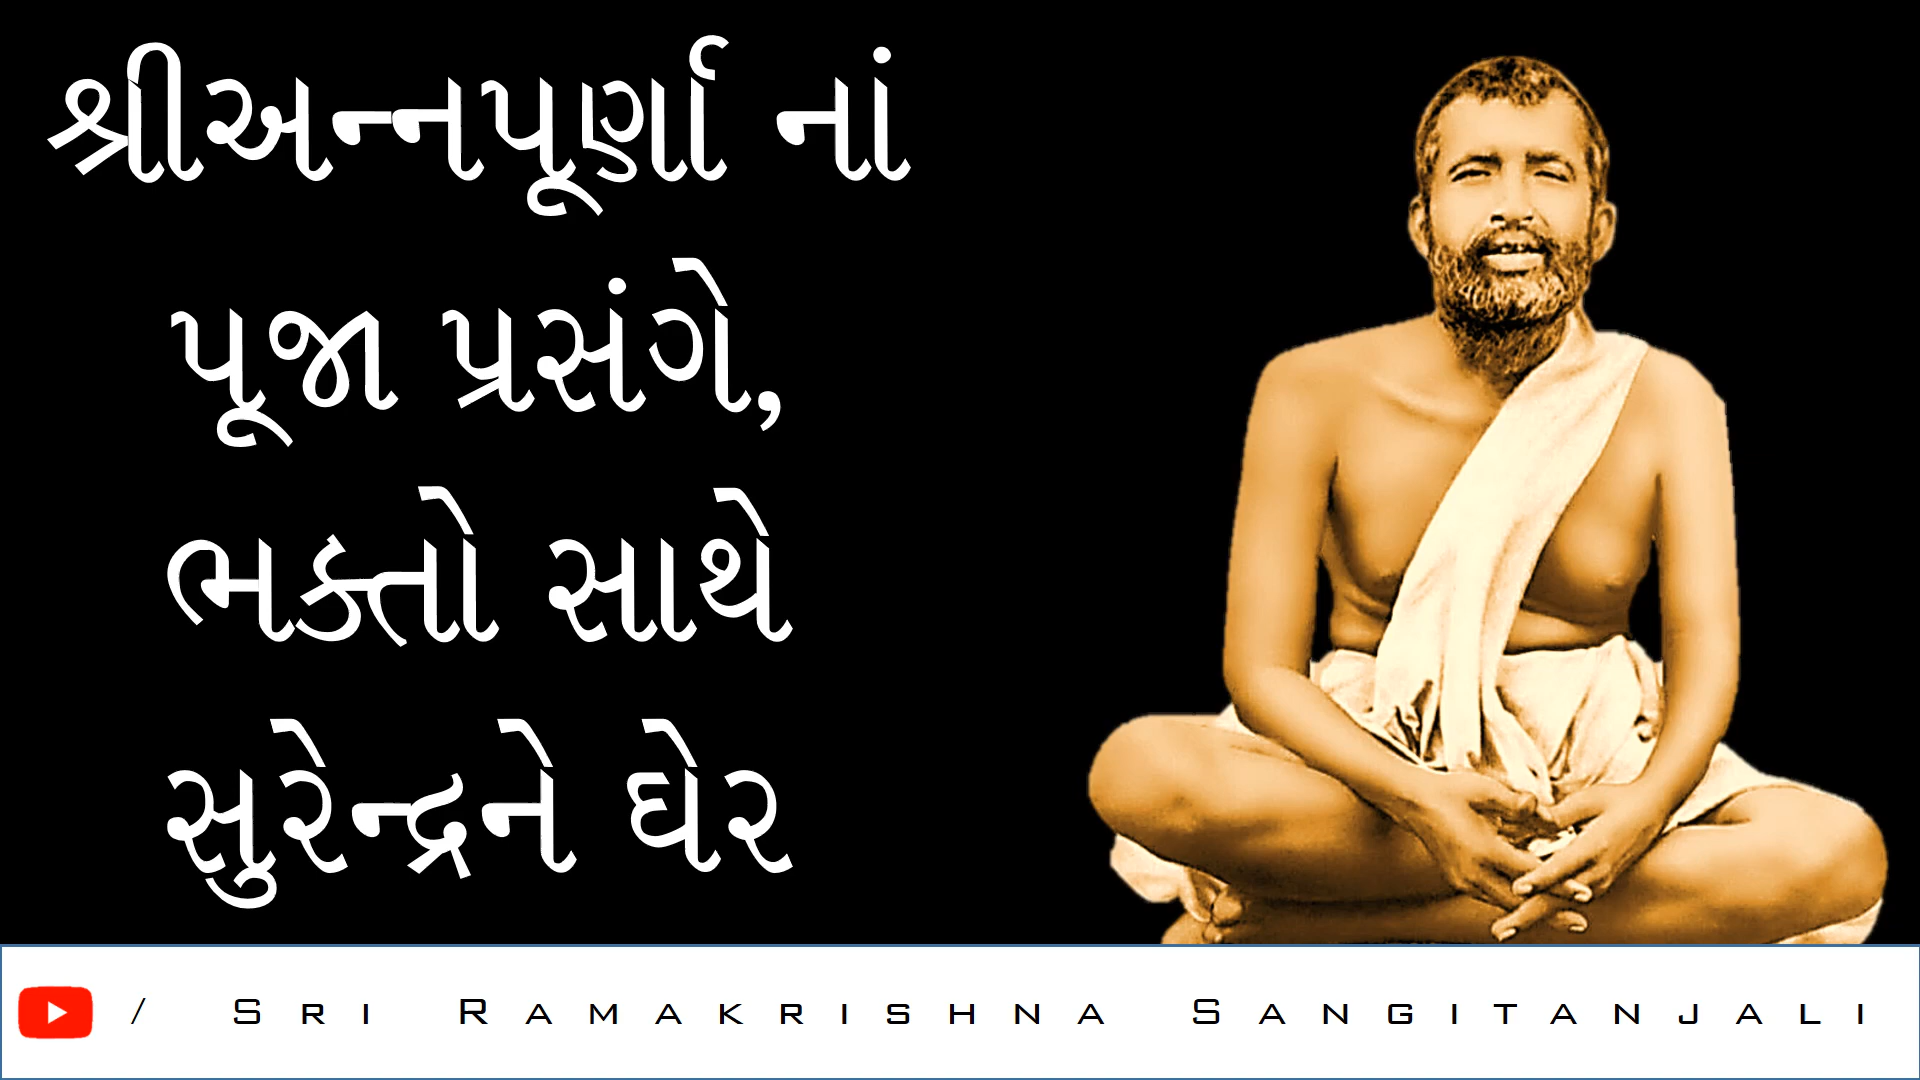 શ્રીઅન્નપૂર્ણા નાં
પૂજા પ્રસંગે,
ભક્તો સાથે
સુરેન્દ્રને ઘેર
/ Sri Ramakrishna Sangitanjali